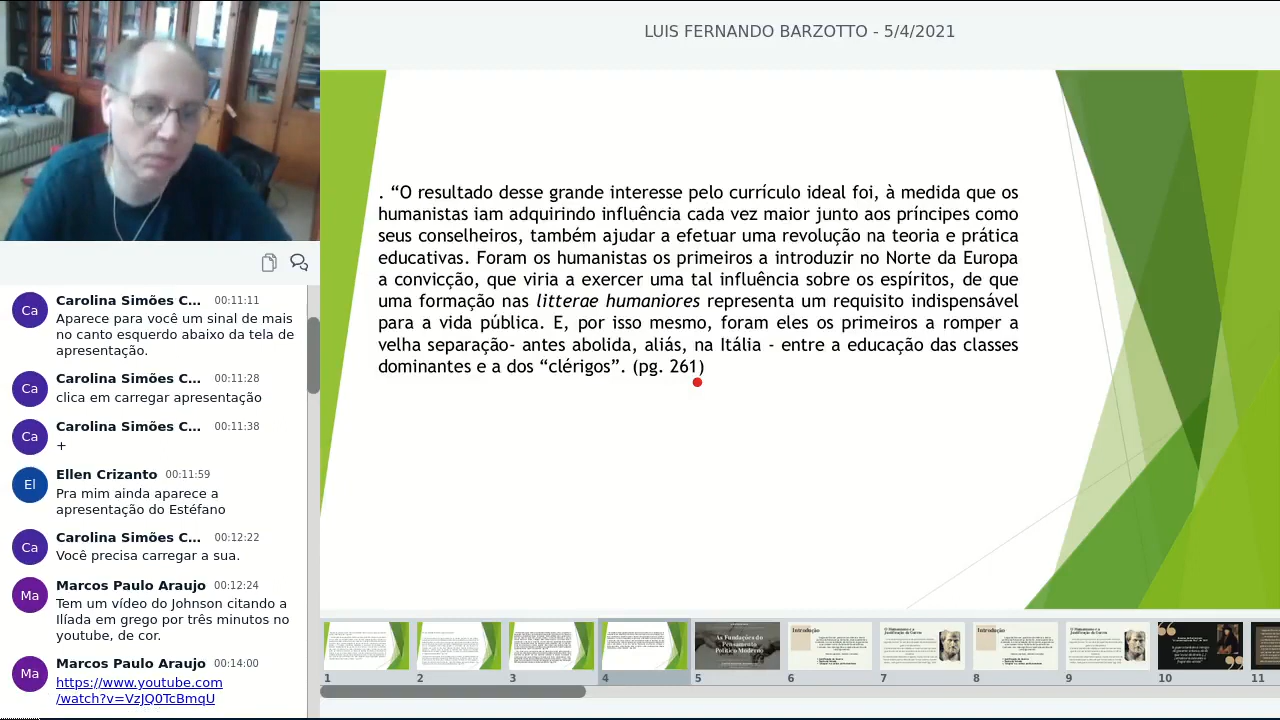 LUIS FERNANDO BARZOTTO - 5/4/2021
. “O resultado desse grande interesse pelo currículo ideal foi, à medida que os
humanistas iam adquirindo influência cada vez maior junto aos príncipes como
seus conselheiros, também ajudar a efetuar uma revolução na teoria e prática
educativas. Foram os humanistas os primeiros a introduzir no Norte da Europa
a convicção, que viria a exercer uma tal influência sobre os espíritos, de que
uma formação nas litterae humaniores representa um requisito indispensável
para a vida pública. E, por isso mesmo, foram eles os primeiros a romper a
velha separação- antes abolida, aliás, na Itália - entre a educação das classes
dominantes e a dos “clérigos”. (pg. 261)
Ca
Carolina Simões C... 00:11:11
Aparece para você um sinal de mais
no canto esquerdo abaixo da tela de
apresentação.
Ca
Carolina Simões C... 00:11:28
clica em carregar apresentação
Ca
Carolina Simões C... 00:11:38
+
El
Ellen Crizanto 00:11:59
Pra mim ainda aparece a
apresentação do Estéfano
Ca
Carolina Simões C... 00:12:22
Você precisa carregar a sua.
Ma
Marcos Paulo Araujo 00:12:24
Tem um vídeo do Johnson citando a
Ilíada em grego por três minutos no
youtube, de cor.
Ma
Marcos Paulo Araujo 00:14:00
https://www.youtube.com
/watch?v=VzJQ0TcBmqU
As Fundações do
Pensamento
Político Moderno
Introdução
Introdução
1 2 3 4 5 6 7 8 9 10 11